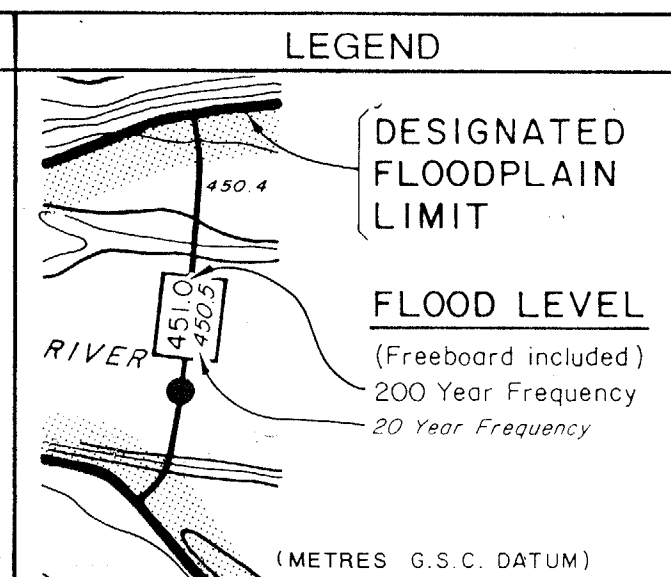 LEGEND
DESIGNATED
FLOODPLAIN
LIMIT
450.4
451.0
450.5
FLOOD LEVEL
(Freeboard included)
RIVER
200 Year Frequency
20 Year Frequency
(METRES G.S.C. DATUM)